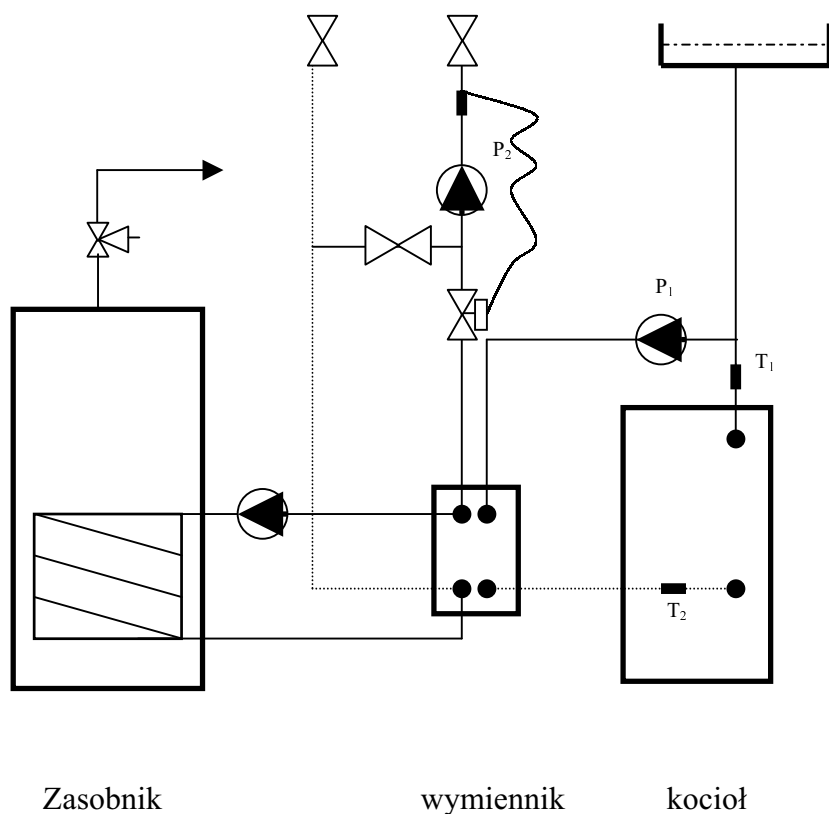 P₂
P₁
T₁
T₂
Zasobnik wymiennik kocioł